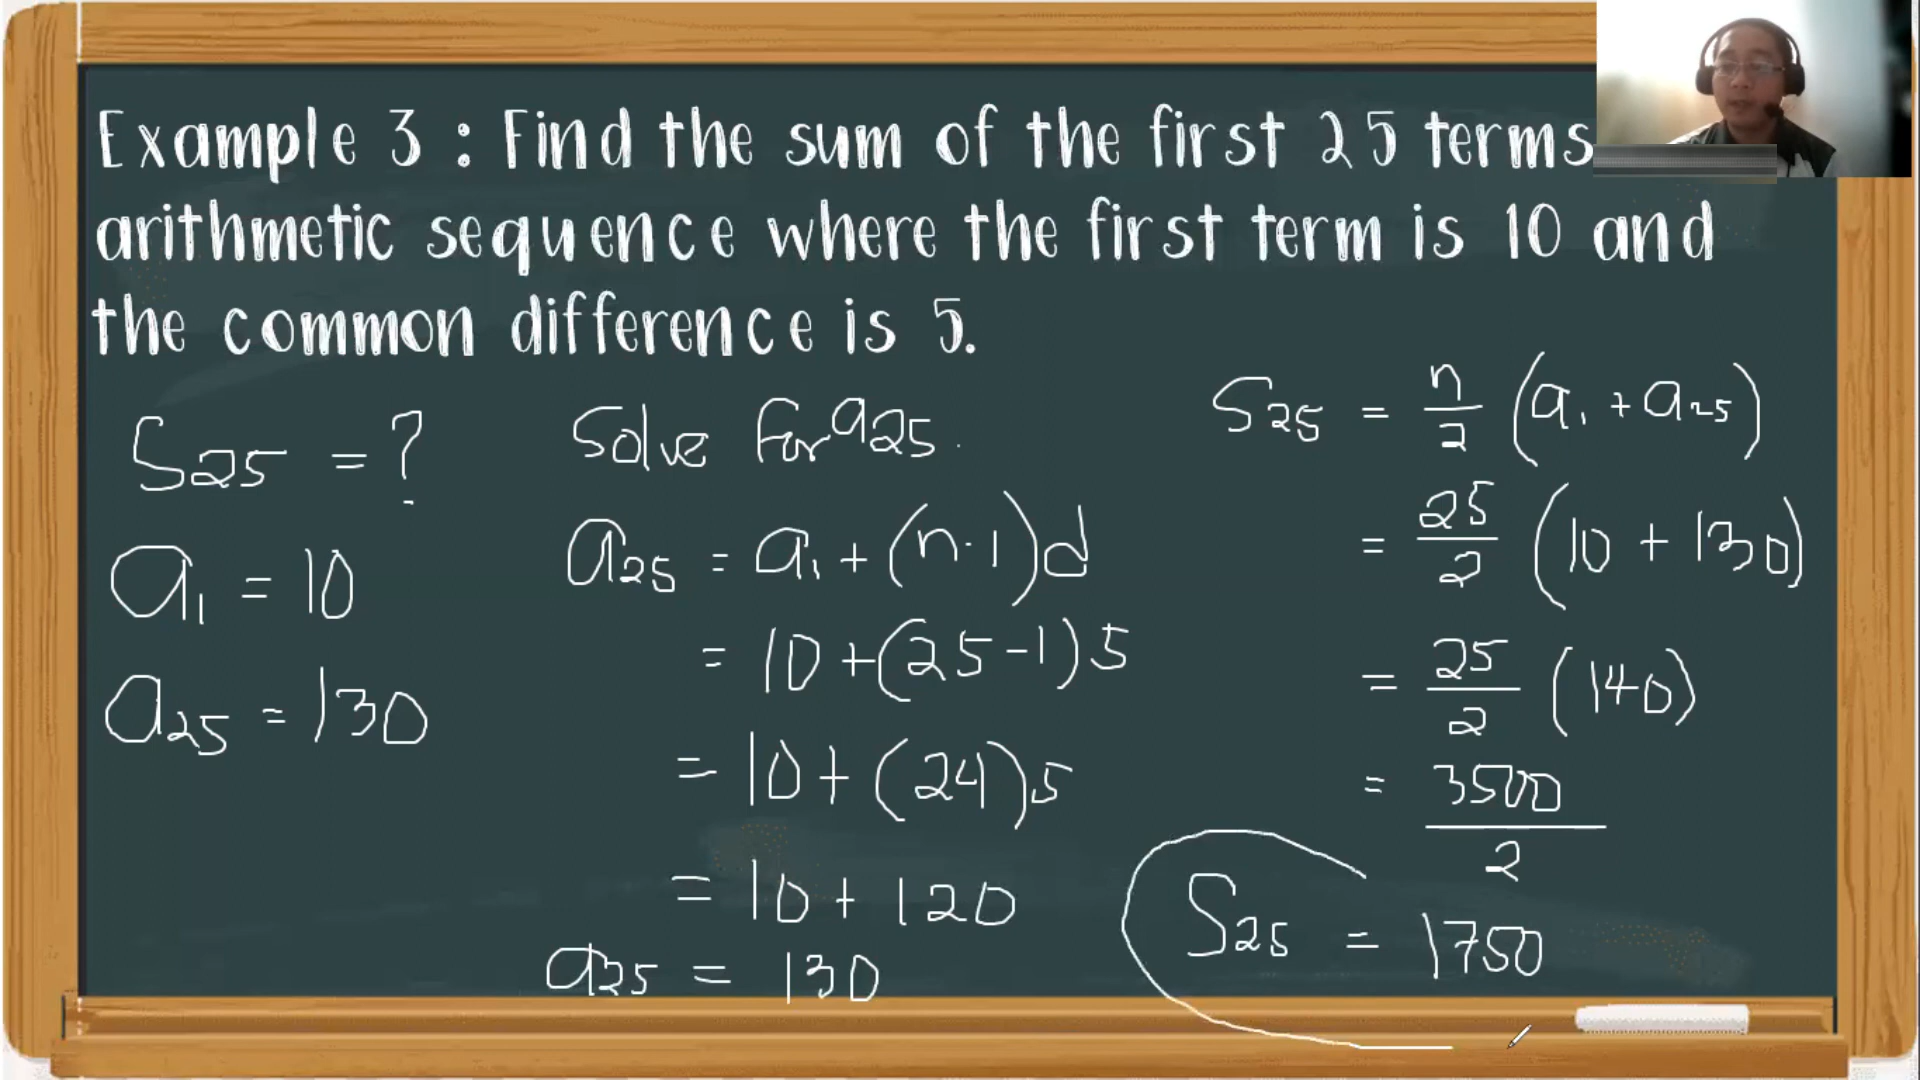 Example 3 : Find the sum of the first 25 terms
arithmetic sequence where the first term is 10 and
the common difference is 5.
S25 = ?
a1 = 10
a25 = 130
Solve for a25.
a25 = a1 + (n-1)d
= 10 + (25-1)5
= 10 + (24)5
= 10 + 120
a25 = 130
S25 = n/2 (a1 + a25)
= 25/2 (10 + 130)
= 25/2 (140)
= 3500/2
S25 = 1750